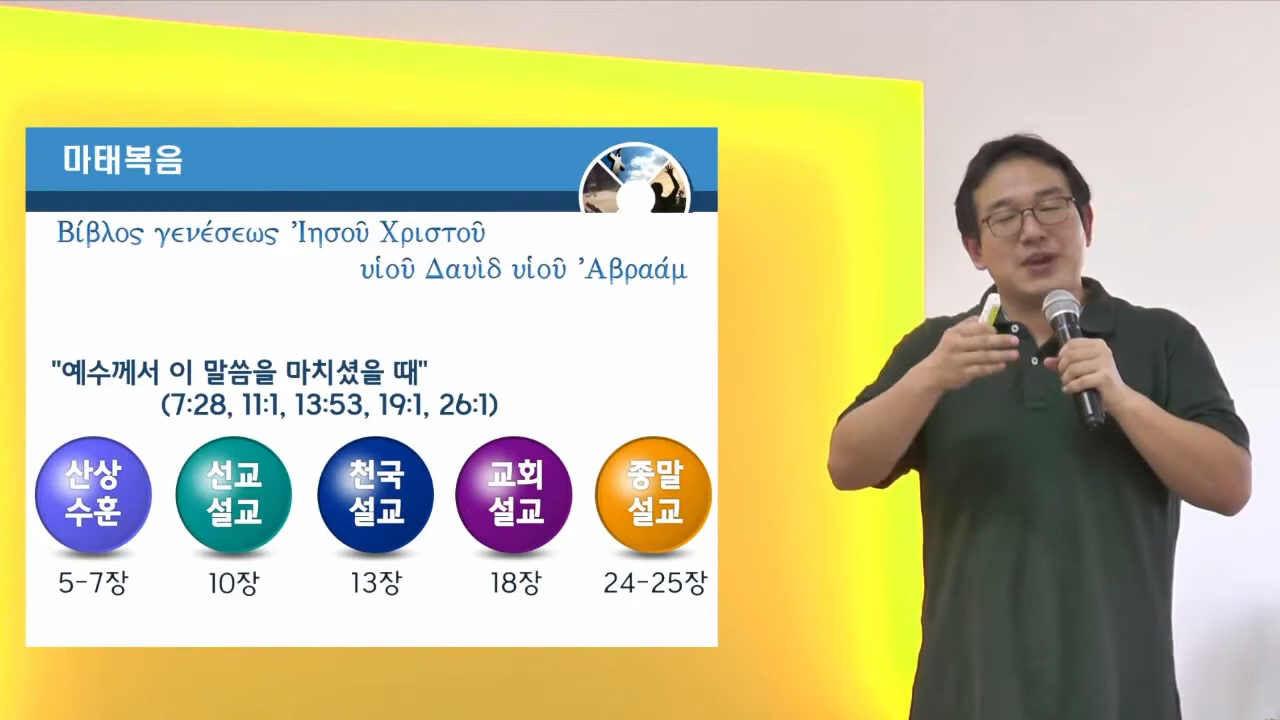 마태복음
Βίβλος γενέσεως Ἰησοῦ Χριστοῦ
υἱοῦ Δαυὶδ υἱοῦ Ἀβραάμ
"예수께서 이 말씀을 마치셨을 때"
(7:28, 11:1, 13:53, 19:1, 26:1)
산상 선교 천국 교회 종말
수훈 설교 설교 설교 설교
5-7장 10장 13장 18장 24-25장